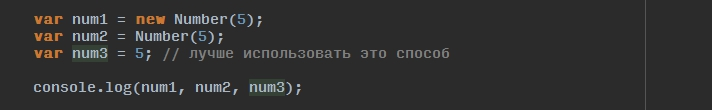 var num1 = new Number(5);
var num2 = Number(5);
var num3 = 5; // лучше использовать это способ
console.log(num1, num2, num3);